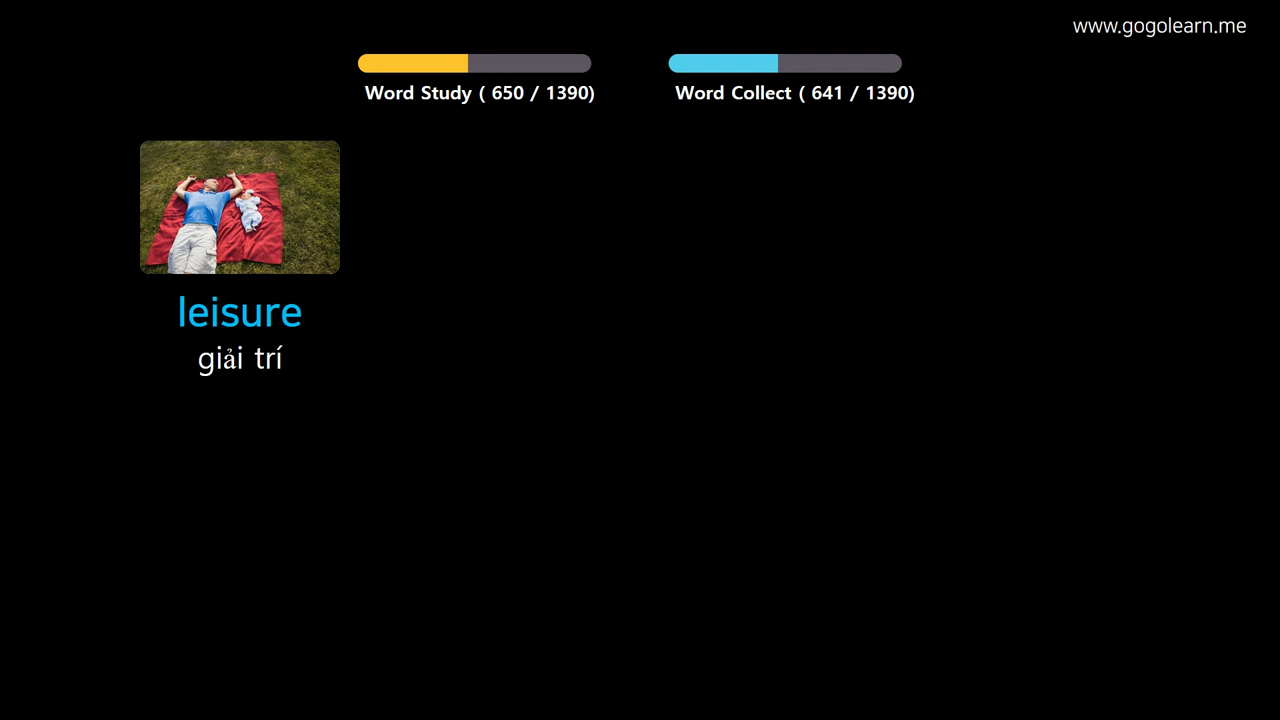 www.gogolearn.me
Word Study ( 650 / 1390)
Word Collect ( 641 / 1390)
leisure
giải trí